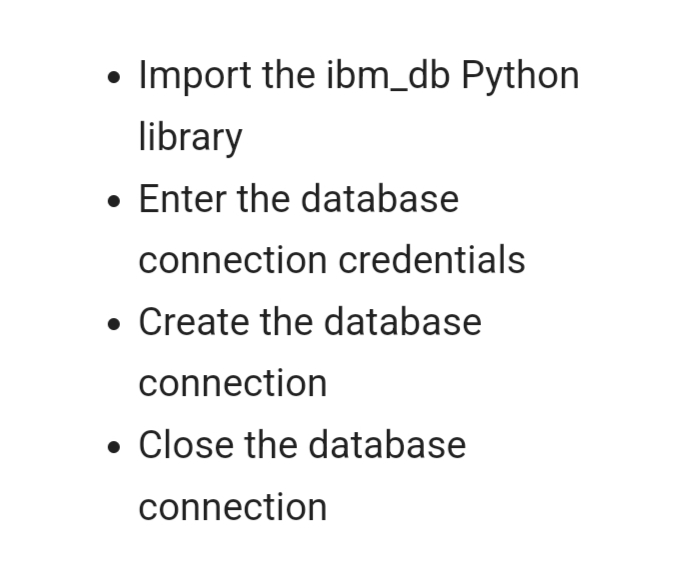 • Import the ibm_db Python
library
• Enter the database
connection credentials
• Create the database
connection
• Close the database
connection